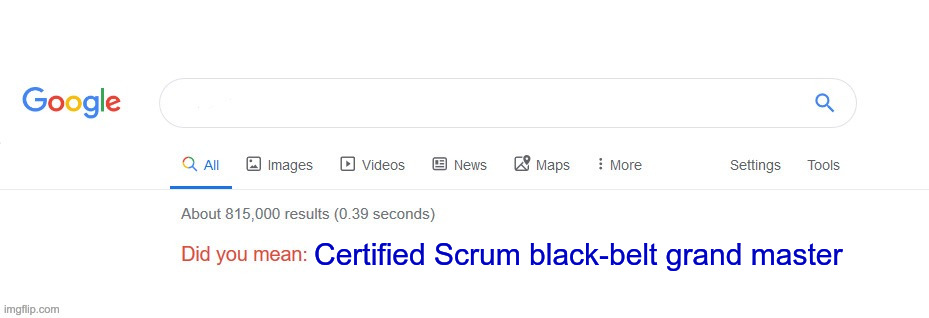 Google
All Images Videos News Maps More Settings Tools
About 815,000 results (0.39 seconds)
Did you mean: Certified Scrum black-belt grand master
imgflip.com